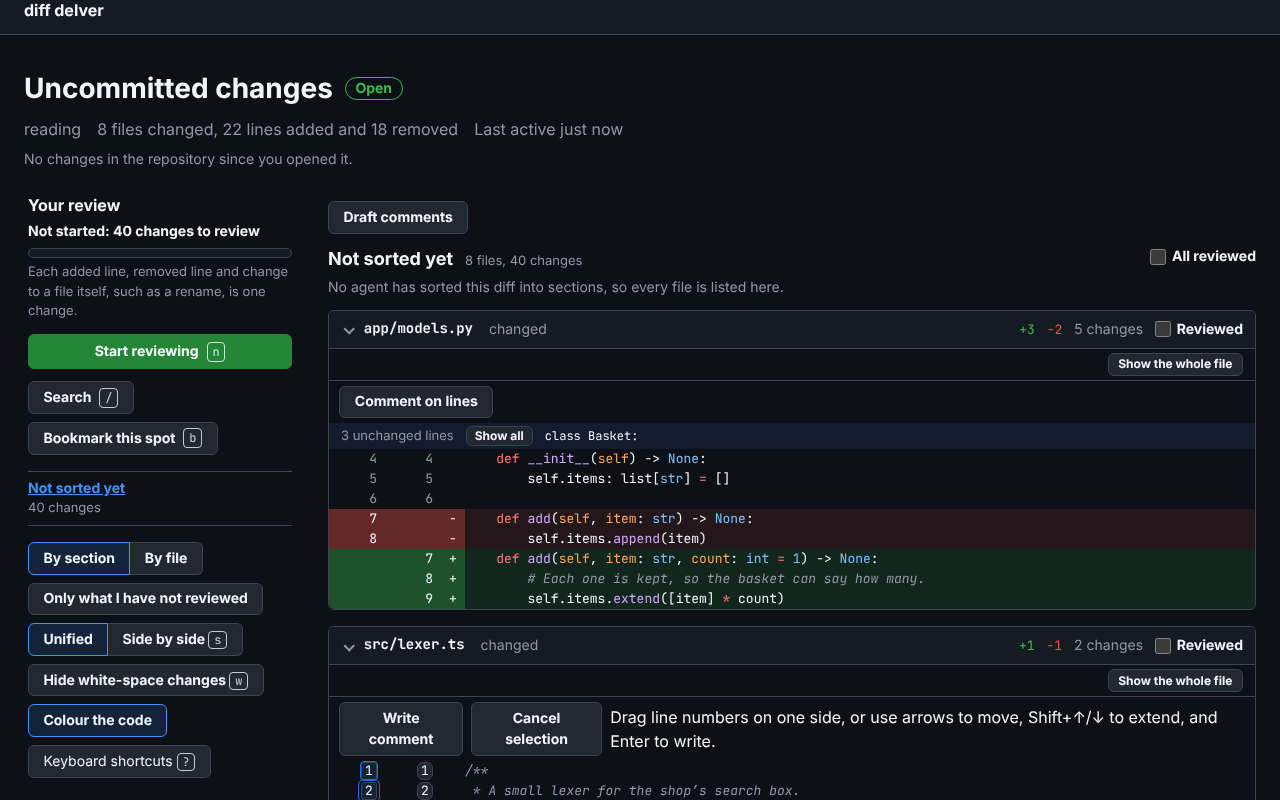 diff delver
Uncommitted changes Open
reading 8 files changed, 22 lines added and 18 removed Last active just now
No changes in the repository since you opened it.
Your review
Not started: 40 changes to review
Each added line, removed line and change
to a file itself, such as a rename, is one
change.
Start reviewing n
Search /
Bookmark this spot b
Not sorted yet
40 changes
By section By file
Only what I have not reviewed
Unified Side by side s
Hide white-space changes w
Colour the code
Keyboard shortcuts ?
Draft comments
Not sorted yet 8 files, 40 changes All reviewed
No agent has sorted this diff into sections, so every file is listed here.
app/models.py changed +3 -2 5 changes Reviewed
Show the whole file
Comment on lines
3 unchanged lines Show all class Basket:
4 4 def __init__(self) -> None:
5 5 self.items: list[str] = []
6 6
7 - def add(self, item: str) -> None:
8 - self.items.append(item)
7 + def add(self, item: str, count: int = 1) -> None:
8 + # Each one is kept, so the basket can say how many.
9 + self.items.extend([item] * count)
src/lexer.ts changed +1 -1 2 changes Reviewed
Show the whole file
Write comment Cancel selection Drag line numbers on one side, or use arrows to move, Shift+↑/↓ to extend, and
Enter to write.
1 1 /**
2 2 * A small lexer for the shop's search box.